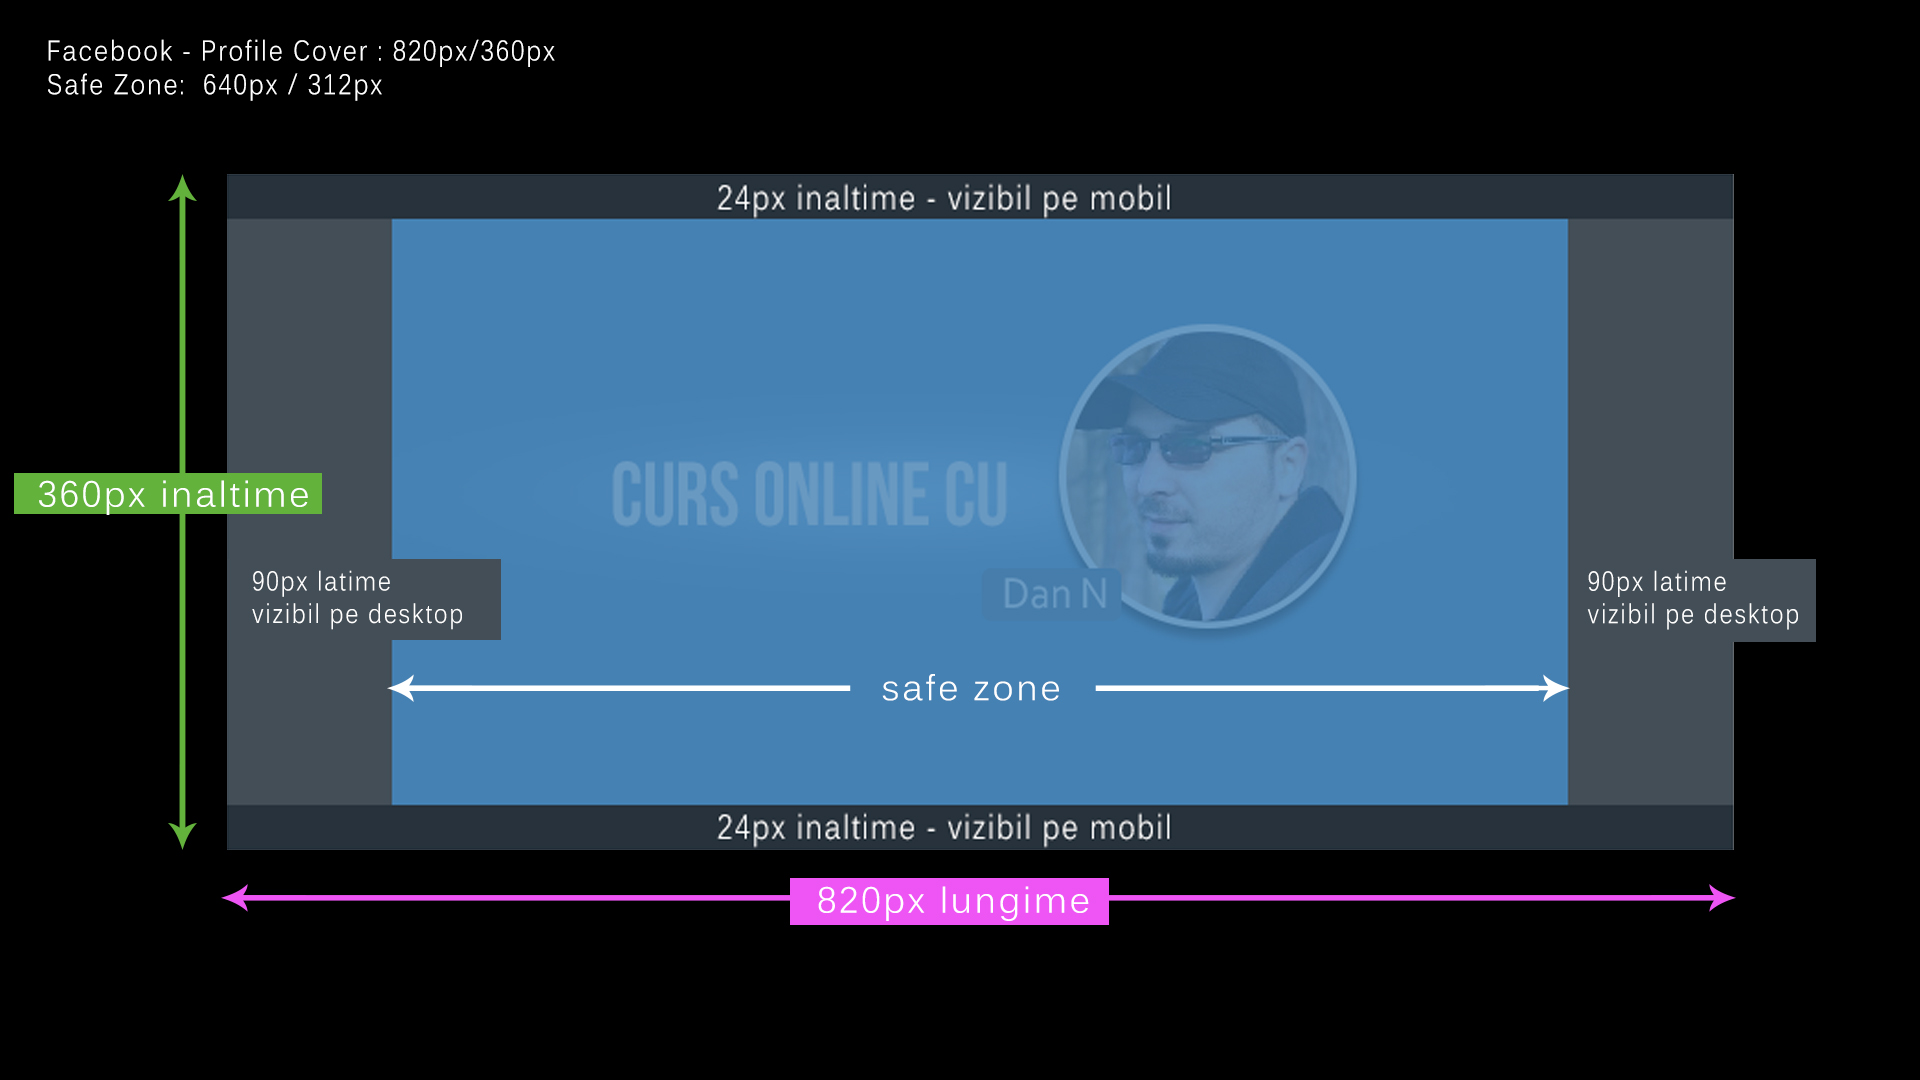 Facebook - Profile Cover : 820px/360px
Safe Zone: 640px / 312px
24px inaltime - vizibil pe mobil
CURS ONLINE CU
360px inaltime
90px latime
vizibil pe desktop
Dan N
90px latime
vizibil pe desktop
safe zone
24px inaltime - vizibil pe mobil
820px lungime